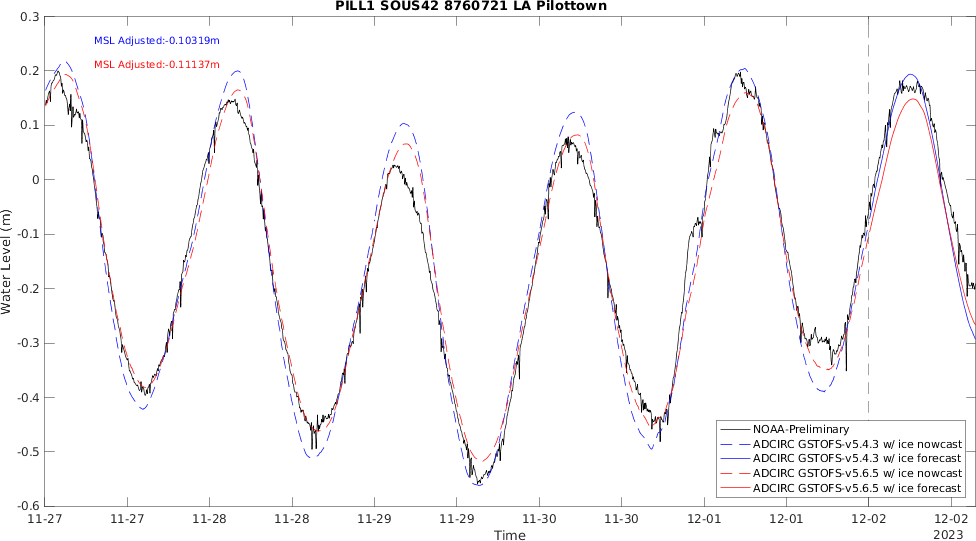 PILL1 SOUS42 8760721 LA Pilottown
MSL Adjusted:-0.10319m
MSL Adjusted:-0.11137m
0.3
0.2
0.1
0
-0.1
-0.2
-0.3
-0.4
-0.5
-0.6
Water Level (m)
NOAA-Preliminary
ADCIRC GSTOFS-v5.4.3 w/ ice nowcast
ADCIRC GSTOFS-v5.4.3 w/ ice forecast
ADCIRC GSTOFS-v5.6.5 w/ ice nowcast
ADCIRC GSTOFS-v5.6.5 w/ ice forecast
11-27 11-27 11-28 11-28 11-29 11-29 11-30 11-30 12-01 12-01 12-02 12-02
2023
Time